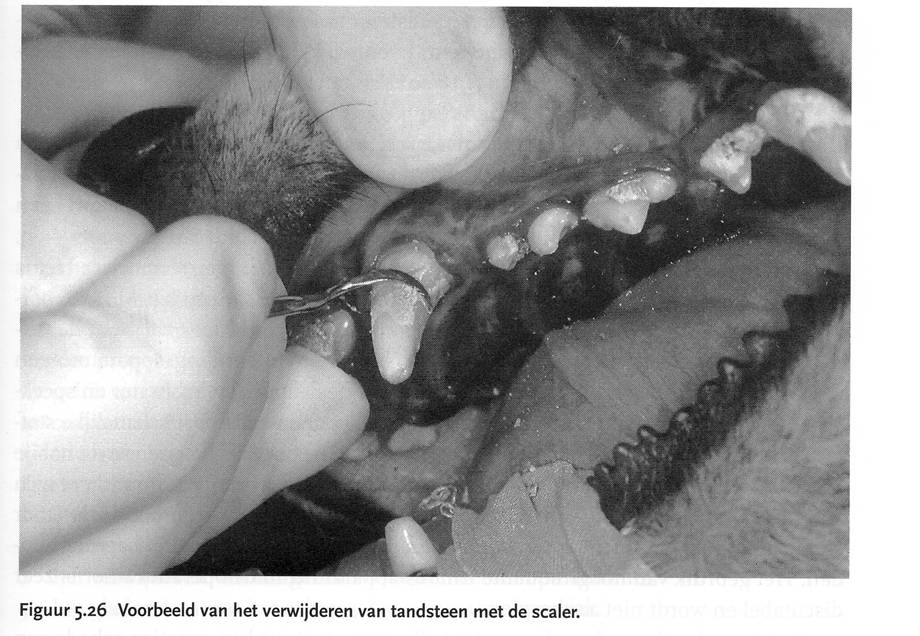 Figuur 5.26 Voorbeeld van het verwijderen van tandsteen met de scaler.